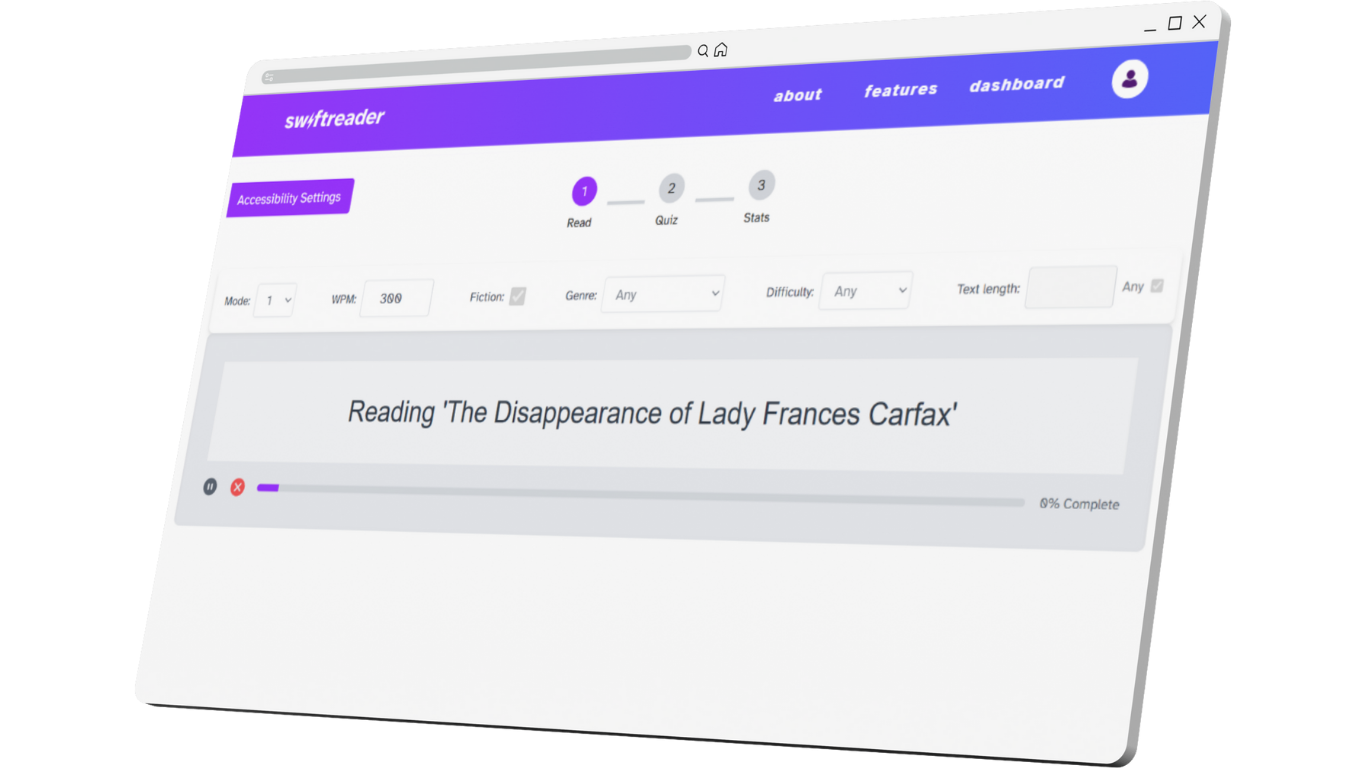 swiftreader
about features dashboard
Accessibility Settings
1 2 3
Read Quiz Stats
Mode: 1 WPM: 300 Fiction: Genre: Any Difficulty: Any Text length: Any
Reading 'The Disappearance of Lady Frances Carfax'
0% Complete